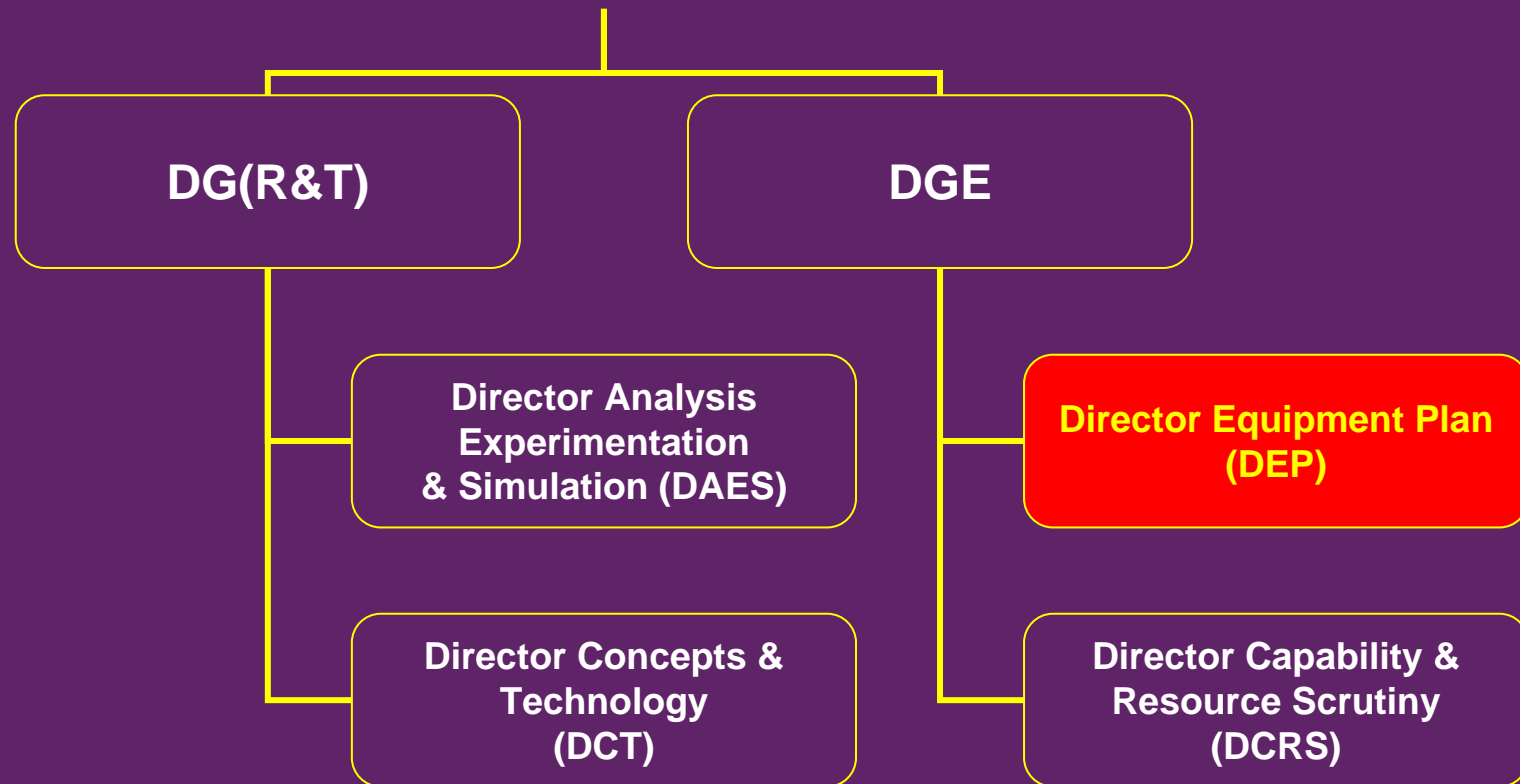 DG(R&T)
DGE
Director Analysis
Experimentation
& Simulation (DAES)
Director Equipment Plan
(DEP)
Director Concepts &
Technology
(DCT)
Director Capability &
Resource Scrutiny
(DCRS)